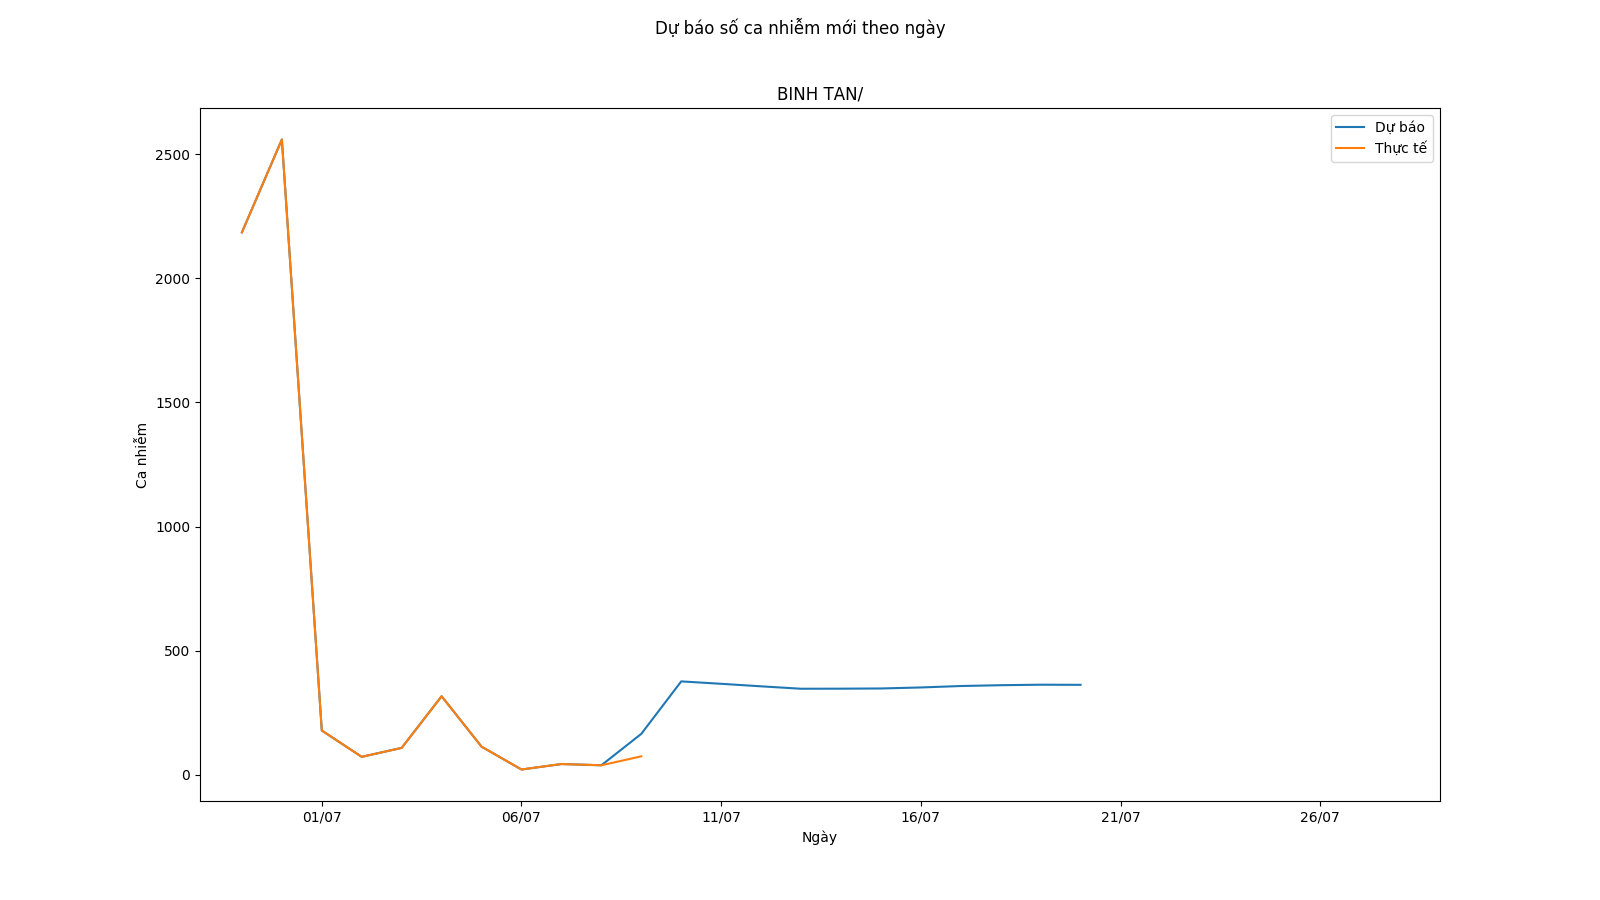 Dự báo số ca nhiễm mới theo ngày
BINH TAN/
Dự báo
Thực tế
2500
2000
1500
1000
500
0
Ca nhiễm
01/07
06/07
11/07
16/07
21/07
26/07
Ngày